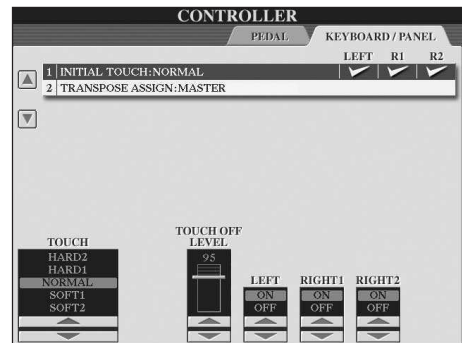 CONTROLLER
PEDAL KEYBOARD / PANEL
LEFT R1 R2
1 INITIAL TOUCH:NORMAL
2 TRANSPOSE ASSIGN:MASTER
TOUCH
HARD2
HARD1
NORMAL
SOFT1
SOFT2
TOUCH OFF
LEVEL
95
LEFT
ON
OFF
RIGHT1
ON
OFF
RIGHT2
ON
OFF